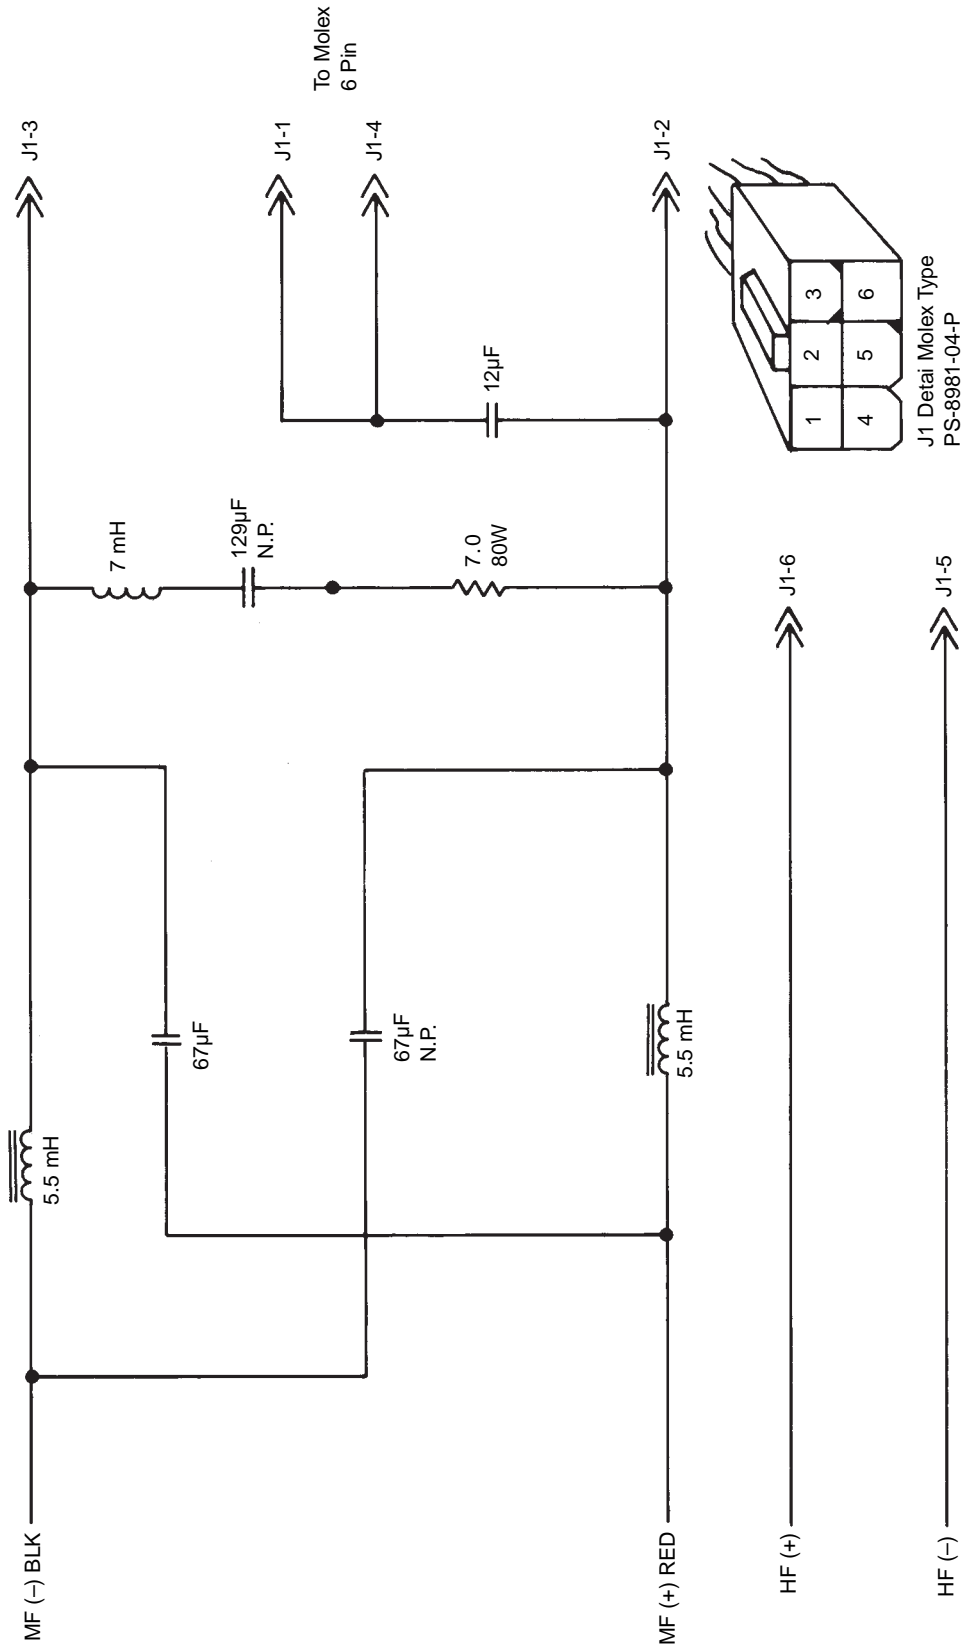 MF (–) BLK
5.5 mH
67µF
67µF
N.P.
7 mH
129µF
N.P.
7.0
80W
12µF
J1-3
J1-1
J1-4
To Molex
6 Pin
J1-2
5.5 mH
MF (+) RED
HF (+)
J1-6
HF (–)
J1-5
1 2 3
4 5 6
J1 Detai Molex Type
PS-8981-04-P